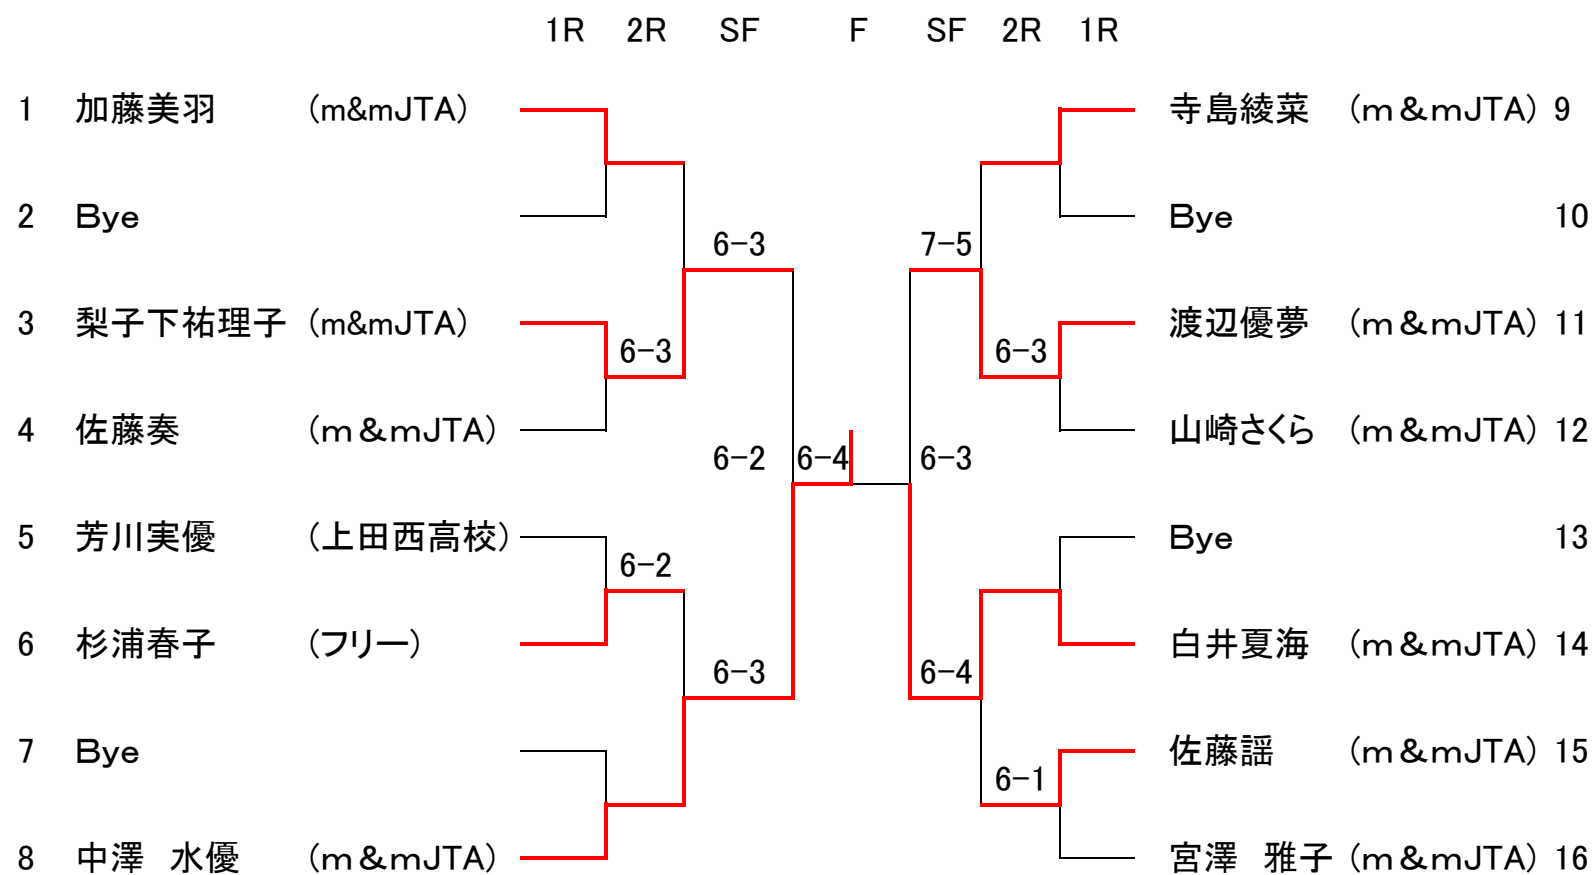 1R 2R SF F SF 2R 1R
1 加藤美羽 (m&mJTA) 寺島綾菜 (m&mJTA) 9
2 Bye Bye 10
6-3 7-5
3 梨子下祐理子 (m&mJTA) 渡辺優夢 (m&mJTA) 11
6-3 6-3
4 佐藤奏 (m&mJTA) 山崎さくら (m&mJTA) 12
6-2 6-4 6-3
5 芳川実優 (上田西高校) Bye 13
6-2
6 杉浦春子 (フリー) 白井夏海 (m&mJTA) 14
6-3 6-4
7 Bye 佐藤謡 (m&mJTA) 15
6-1
8 中澤　水優 (m&mJTA) 宮澤　雅子 (m&mJTA) 16